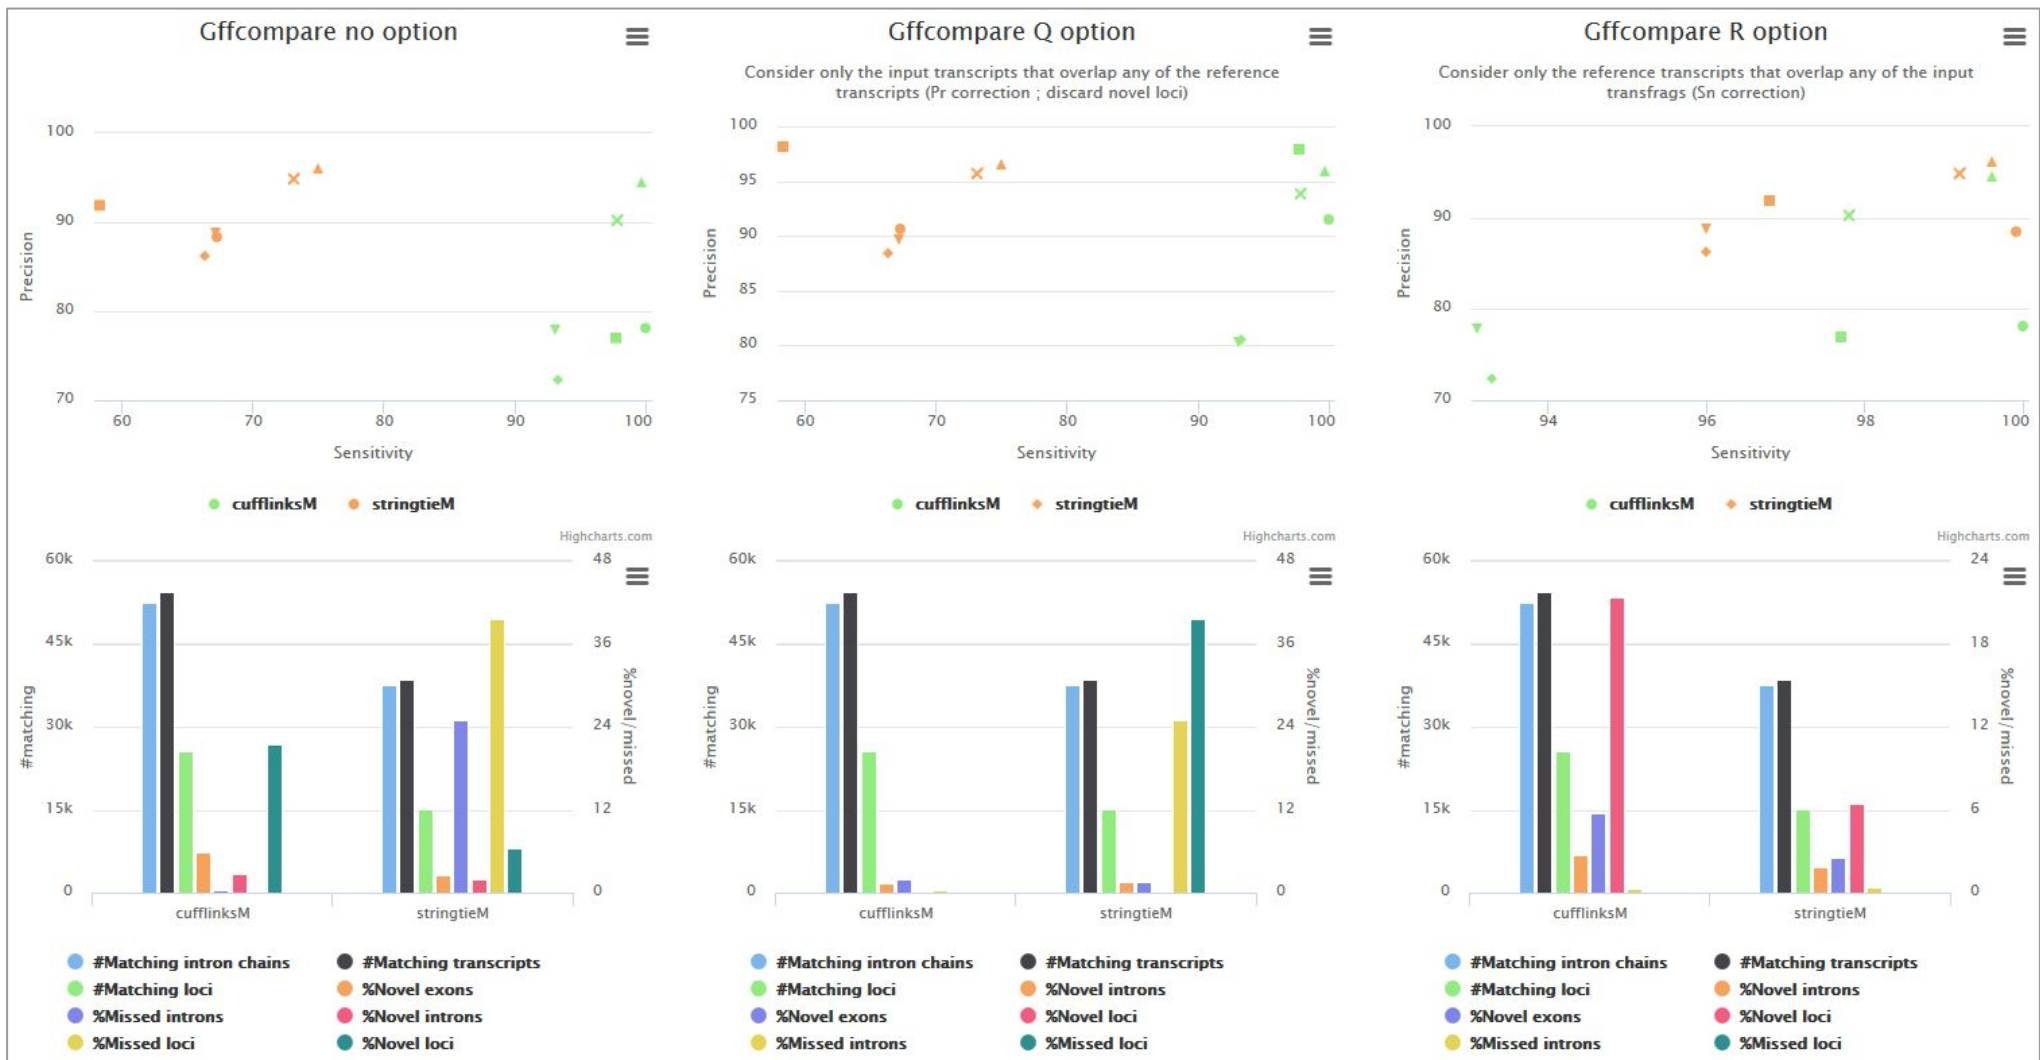 Gffcompare no option
100
90
80
70
Precision
60
70
80
90
100
Sensitivity
cufflinksM
stringtieM
Highcharts.com
60k
45k
30k
15k
0
#matching
48
36
24
12
0
%novel/missed
cufflinksM
stringtieM
#Matching intron chains
#Matching transcripts
#Matching loci
%Novel exons
%Missed introns
%Novel introns
%Missed loci
%Novel loci
Gffcompare Q option
Consider only the input transcripts that overlap any of the reference
transcripts (Pr correction ; discard novel loci)
100
95
90
85
80
75
Precision
60
70
80
90
100
Sensitivity
cufflinksM
stringtieM
Highcharts.com
60k
45k
30k
15k
0
#matching
48
36
24
12
0
%novel/missed
cufflinksM
stringtieM
#Matching intron chains
#Matching transcripts
#Matching loci
%Novel introns
%Novel exons
%Novel loci
%Missed introns
%Missed loci
Gffcompare R option
Consider only the reference transcripts that overlap any of the input
transfrags (Sn correction)
100
90
80
70
Precision
94
96
98
100
Sensitivity
cufflinksM
stringtieM
Highcharts.com
60k
45k
30k
15k
0
#matching
24
18
12
6
0
%novel/missed
cufflinksM
stringtieM
#Matching intron chains
#Matching transcripts
#Matching loci
%Novel introns
%Novel exons
%Novel loci
%Missed introns
%Missed loci